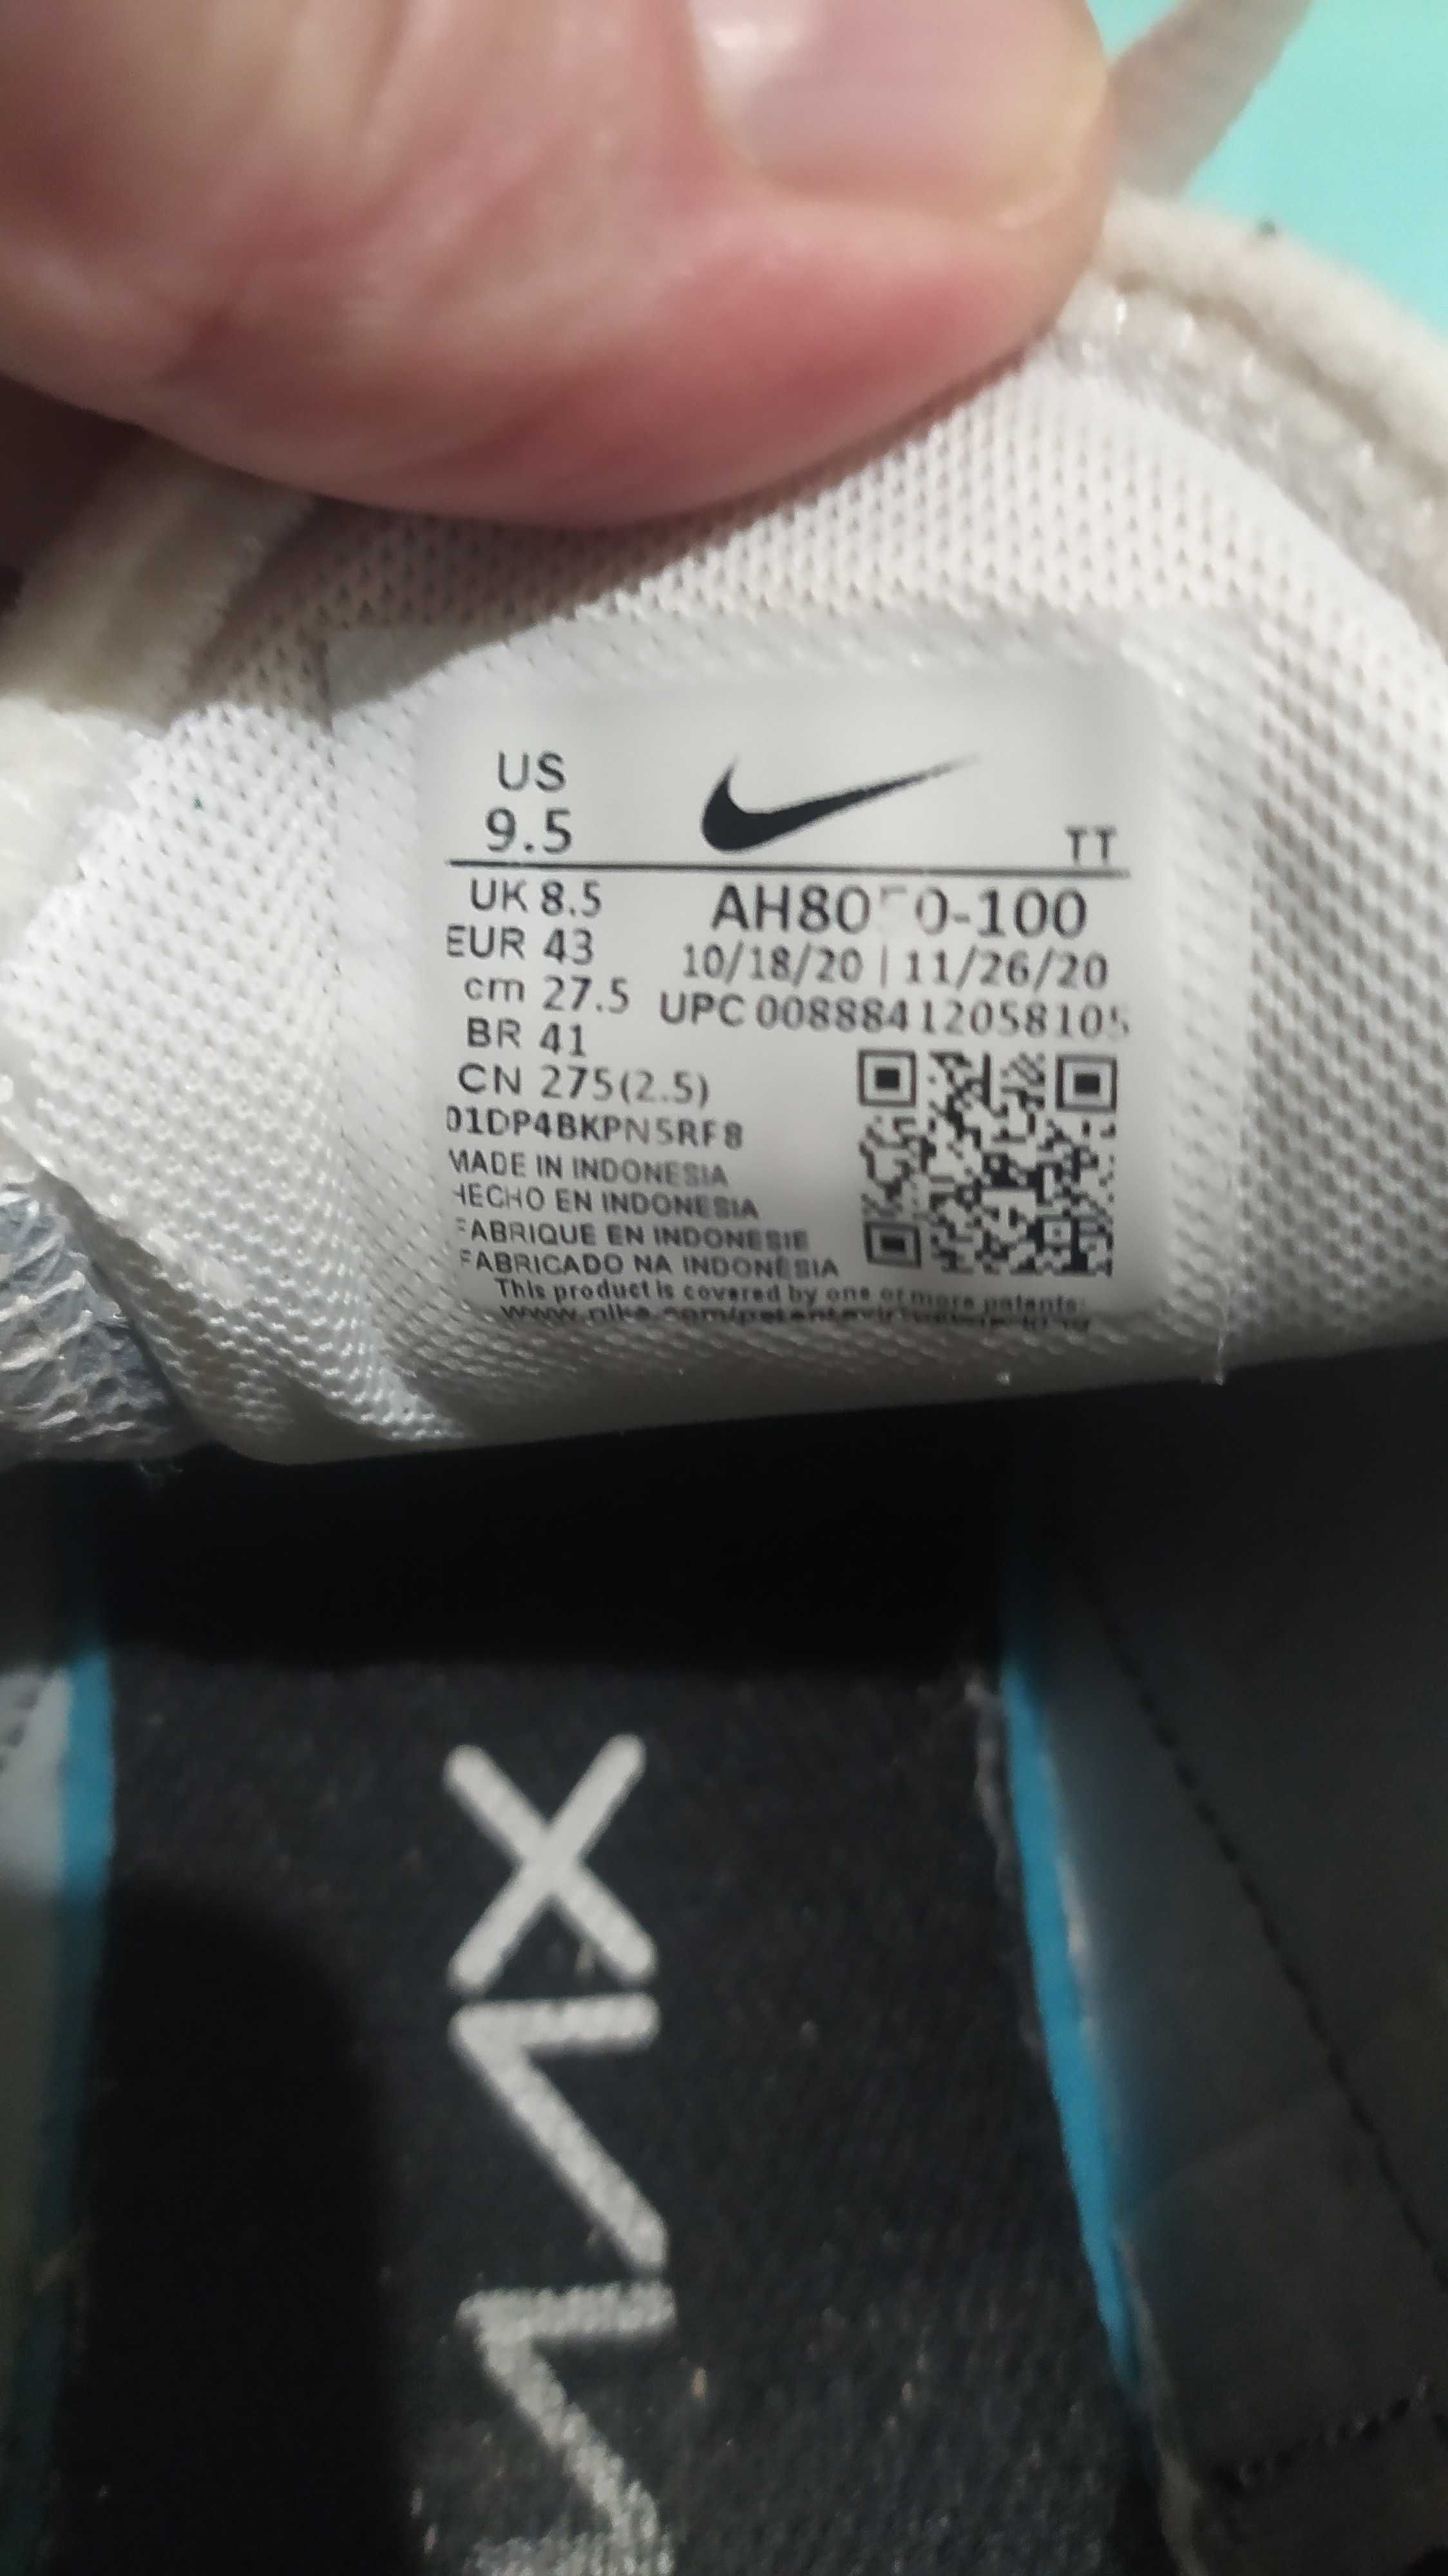 US
9.5
TT
UK 8.5
EUR 43
cm 27.5
BR 41
CN 275(2.5)
10/18/20 | 11/26/20
UPC 00888412058105
01DP4BKPN5RF8
MADE IN INDONESIA
HECHO EN INDONESIA
FABRIQUE EN INDONESIE
FABRICADO NA INDONESIA
This product is covered by one or more patents: